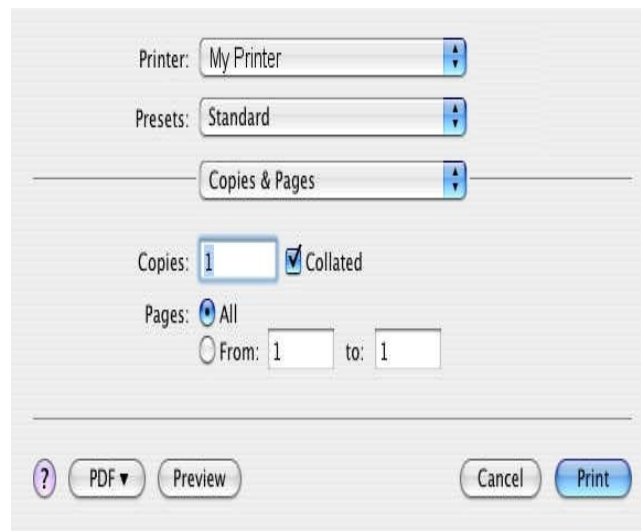 Printer: My Printer
Presets: Standard
Copies & Pages
Copies: 1 Collated
Pages: All
From: 1 to: 1
? PDF▼ Preview Cancel Print